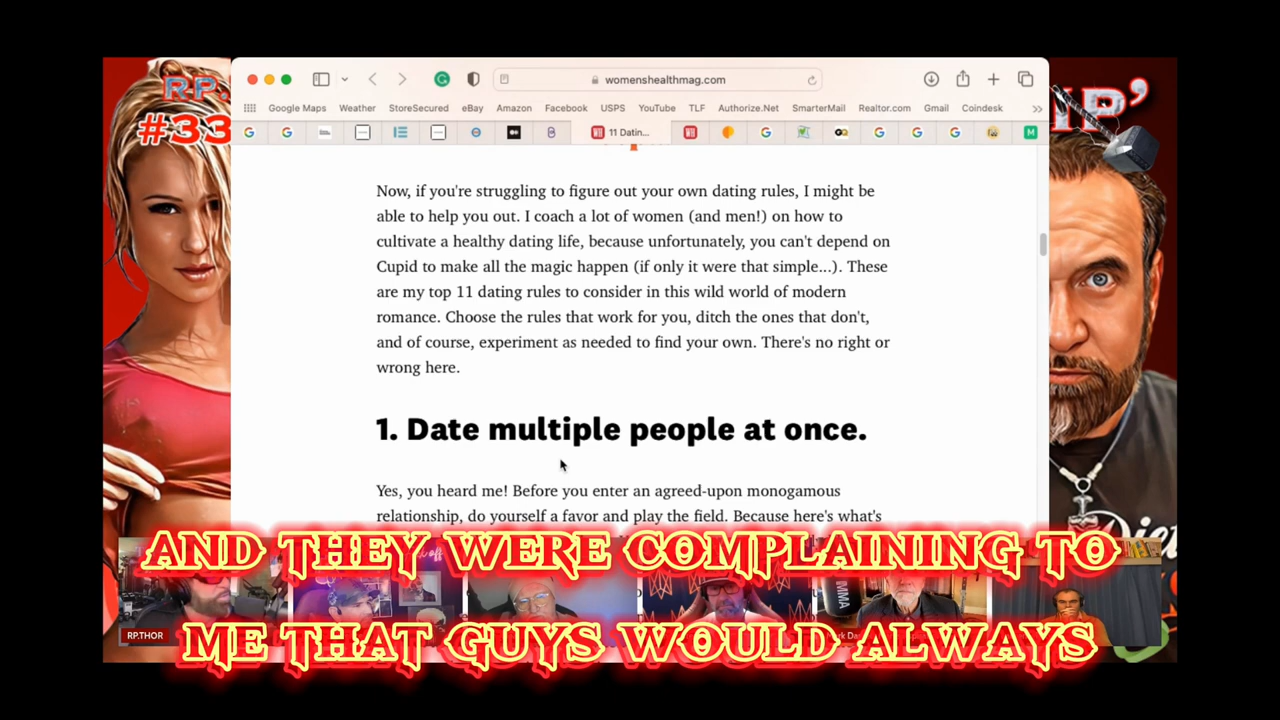 RP.
#33
IP'
womenshealthmag.com
Google Maps Weather StoreSecured eBay Amazon Facebook USPS YouTube TLF Authorize.Net SmarterMail Realtor.com Gmail Coindesk
11 Datin...
Now, if you're struggling to figure out your own dating rules, I might be
able to help you out. I coach a lot of women (and men!) on how to
cultivate a healthy dating life, because unfortunately, you can't depend on
Cupid to make all the magic happen (if only it were that simple...). These
are my top 11 dating rules to consider in this wild world of modern
romance. Choose the rules that work for you, ditch the ones that don't,
and of course, experiment as needed to find your own. There's no right or
wrong here.
1. Date multiple people at once.
Yes, you heard me! Before you enter an agreed-upon monogamous
relationship, do yourself a favor and play the field. Because here's what's
AND THEY WERE COMPLAINING TO
ME THAT GUYS WOULD ALWAYS
RP.THOR
MMA